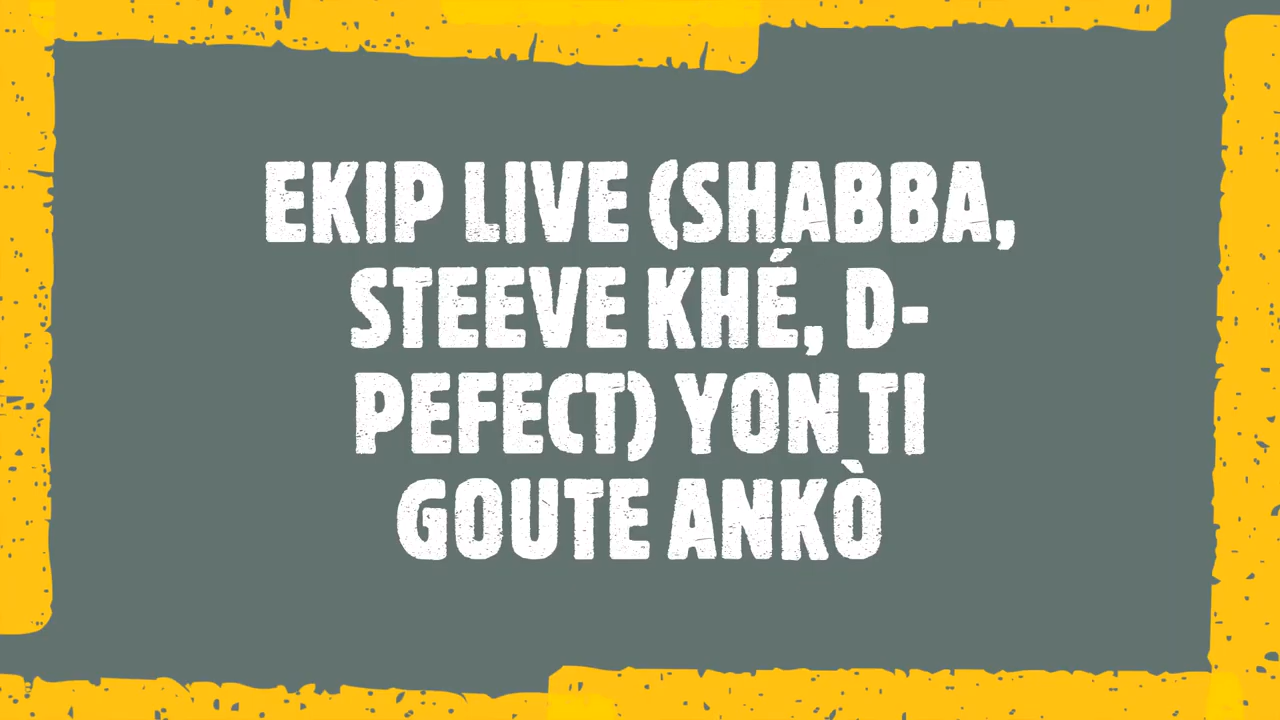 EKIP LIVE (SHABBA,
STEEVE KHÉ, D-
PEFECT) YON TI
GOUTE ANKÒ